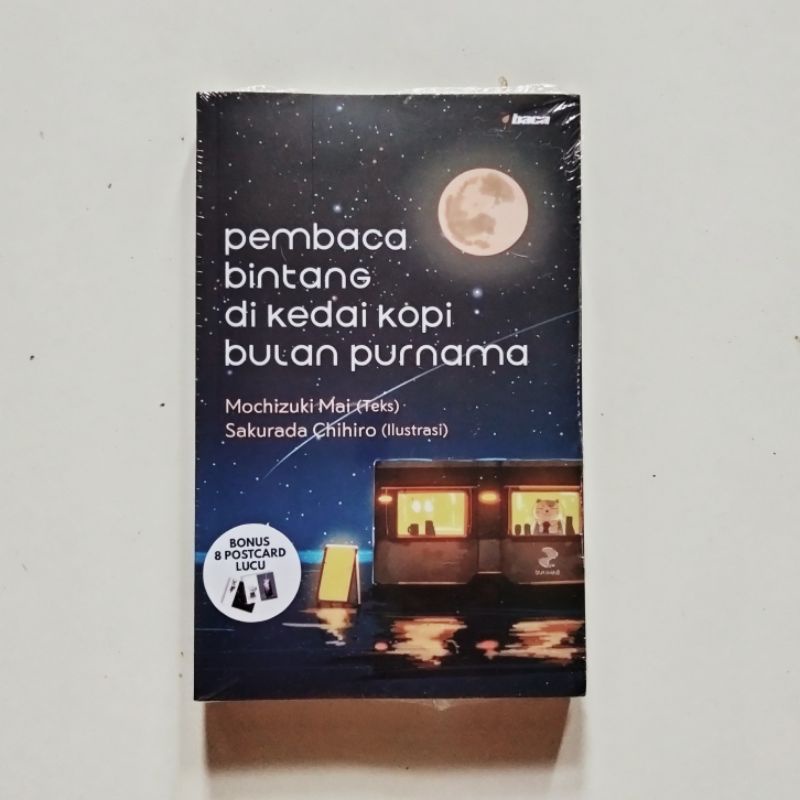 baca
pembaca
bintang
di kedai kopi
bulan purnama
Mochizuki Mai (Teks)
Sakurada Chihiro (Ilustrasi)
BONUS
8 POSTCARD
LUCU